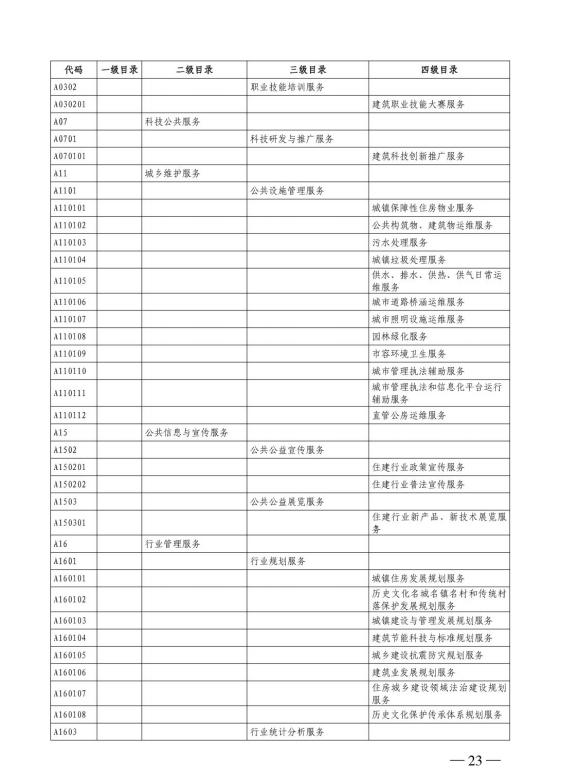 代码 一级目录 二级目录 三级目录 四级目录
A0302 职业技能培训服务
A030201 建筑职业技能大赛服务
A07 科技公共服务
A0701 科技研发与推广服务
A070101 建筑科技创新推广服务
A11 城乡维护服务
A1101 公共设施管理服务
A110101 城镇保障性住房物业服务
A110102 公共构筑物、建筑物运维服务
A110103 污水处理服务
A110104 城镇垃圾处理服务
A110105 供水、排水、供热、供气日常运
维服务
A110106 城市道路桥涵运维服务
A110107 城市照明设施运维服务
A110108 园林绿化服务
A110109 市容环境卫生服务
A110110 城市管理执法辅助服务
A110111 城市管理执法和信息化平台运行
辅助服务
A110112 直管公房运维服务
A15 公共信息与宣传服务
A1502 公共公益宣传服务
A150201 住建行业政策宣传服务
A150202 住建行业普法宣传服务
A1503 公共公益展览服务
A150301 住建行业新产品、新技术展览服
务
A16 行业管理服务
A1601 行业规划服务
A160101 城镇住房发展规划服务
A160102 历史文化名城名镇名村和传统村
落保护发展规划服务
A160103 城镇建设与管理发展规划服务
A160104 建筑节能科技与标准规划服务
A160105 城乡建设抗震防灾规划服务
A160106 建筑业发展规划服务
A160107 住房城乡建设领域法治建设规划
服务
A160108 历史文化保护传承体系规划服务
A1603 行业统计分析服务
— 23 —